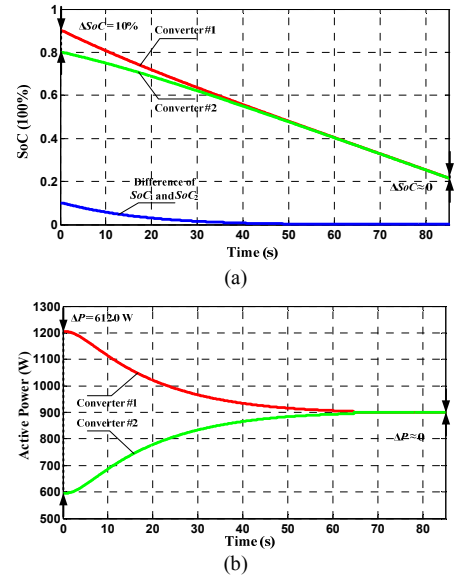 ΔSoC=10%
Converter#1
Converter#2
Difference of
SoC1 and SoC2
ΔSoC≈0
SoC (100%)
1
0.8
0.6
0.4
0.2
0
0 10 20 30 40 50 60 70 80
Time (s)
(a)
ΔP=6120 W
Converter #1
Converter #2
ΔP≈0
Active Power (W)
1300
1200
1100
1000
900
800
700
600
500
0 10 20 30 40 50 60 70 80
Time (s)
(b)